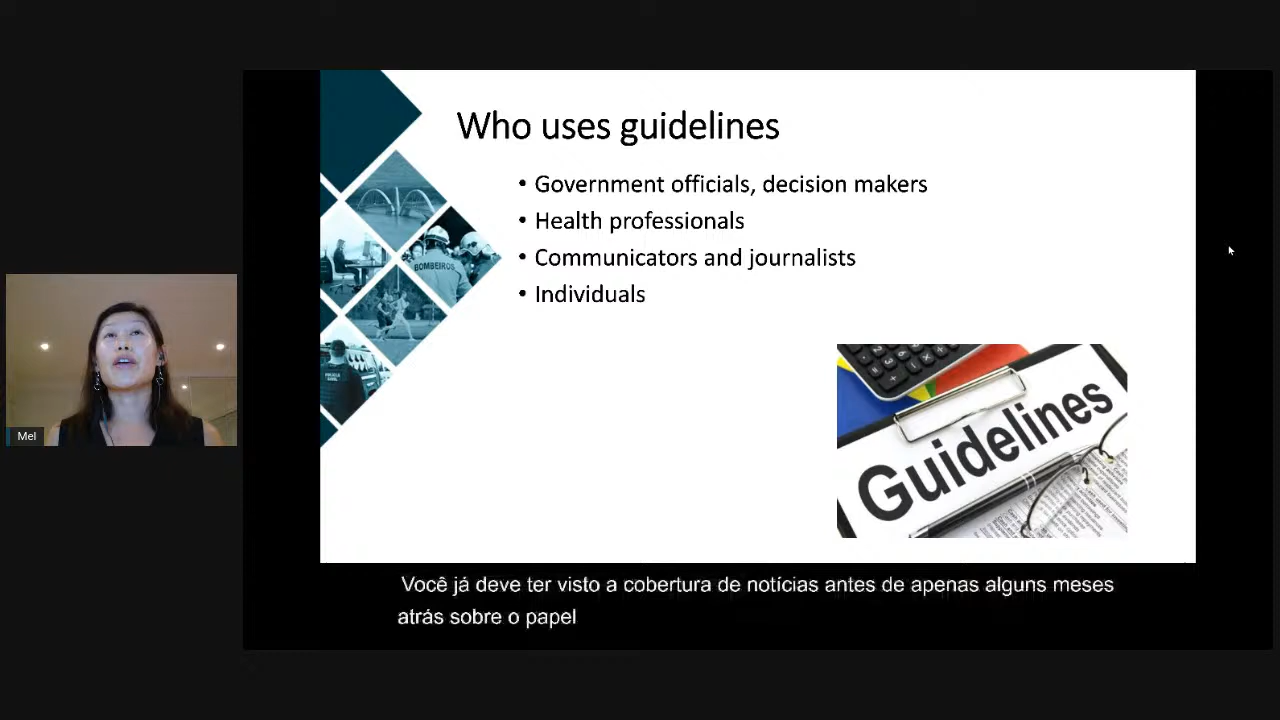 Who uses guidelines
• Government officials, decision makers
• Health professionals
• Communicators and journalists
• Individuals
BOMBEIROS
Guidelines
Mel
Você já deve ter visto a cobertura de notícias antes de apenas alguns meses
atrás sobre o papel